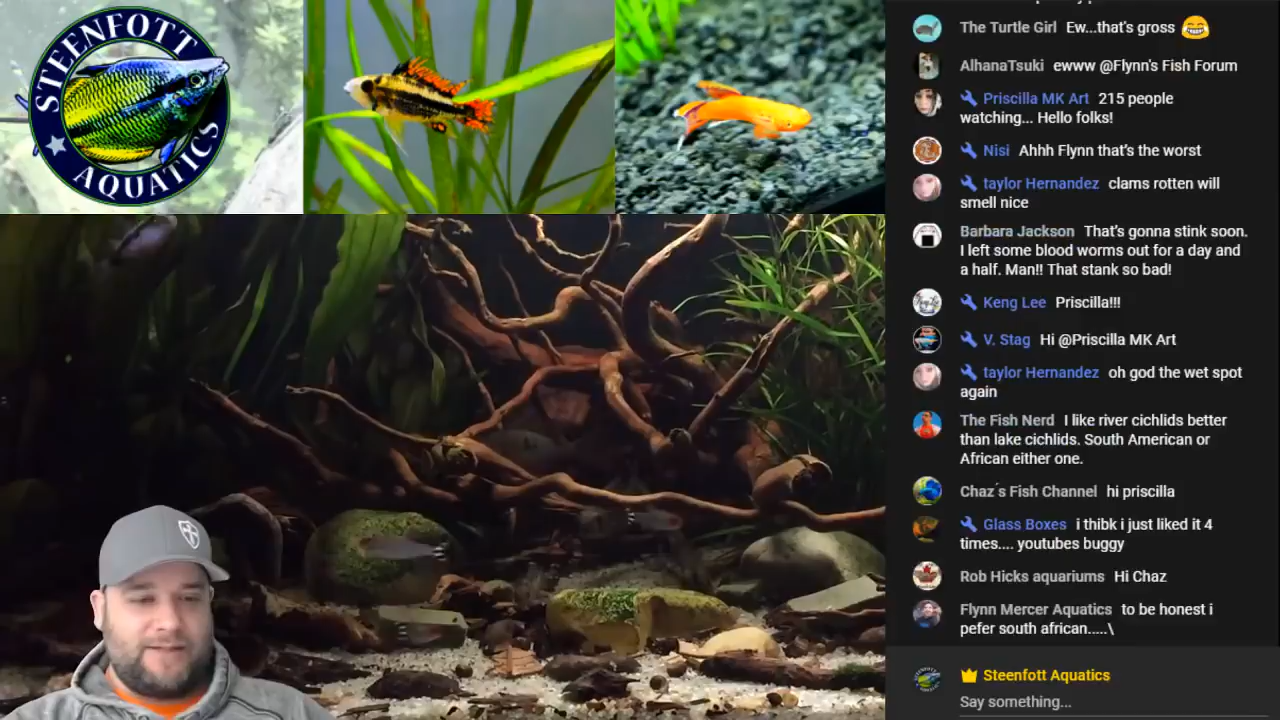 STEENFOTT
AQUATICS
The Turtle Girl Ew...that's gross
AlhanaTsuki ewww @Flynn's Fish Forum
Priscilla MK Art 215 people
watching... Hello folks!
Nisi Ahhh Flynn that's the worst
taylor Hernandez clams rotten will
smell nice
Barbara Jackson That's gonna stink soon.
I left some blood worms out for a day and
a half. Man!! That stank so bad!
Keng Lee Priscilla!!!
V. Stag Hi @Priscilla MK Art
taylor Hernandez oh god the wet spot
again
The Fish Nerd I like river cichlids better
than lake cichlids. South American or
African either one.
Chaz´s Fish Channel hi priscilla
Glass Boxes i thibk i just liked it 4
times.... youtubes buggy
Rob Hicks aquariums Hi Chaz
Flynn Mercer Aquatics to be honest i
pefer south african.....\
Steenfott Aquatics
Say something...